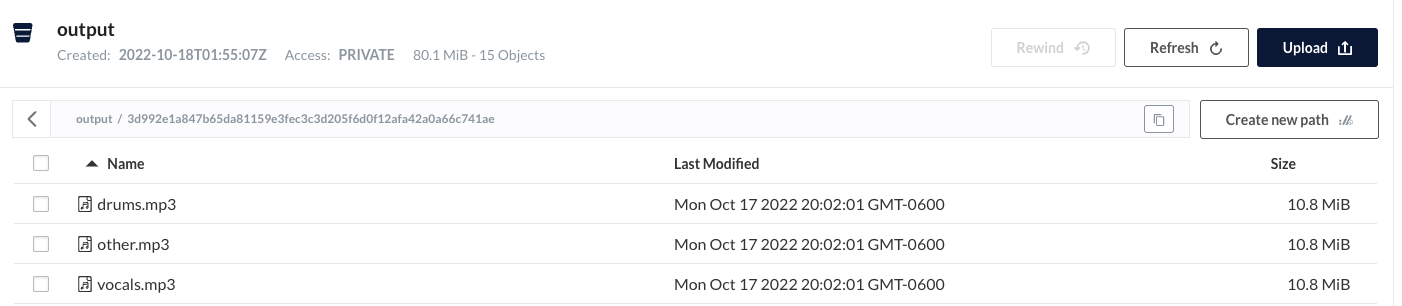 output
Created: 2022-10-18T01:55:07Z Access: PRIVATE 80.1 MiB - 15 Objects
Rewind Refresh Upload
output / 3d992e1a847b65da81159e3fec3c3d205f6d0f12afa42a0a66c741ae
Create new path
Name Last Modified Size
drums.mp3 Mon Oct 17 2022 20:02:01 GMT-0600 10.8 MiB
other.mp3 Mon Oct 17 2022 20:02:01 GMT-0600 10.8 MiB
vocals.mp3 Mon Oct 17 2022 20:02:01 GMT-0600 10.8 MiB